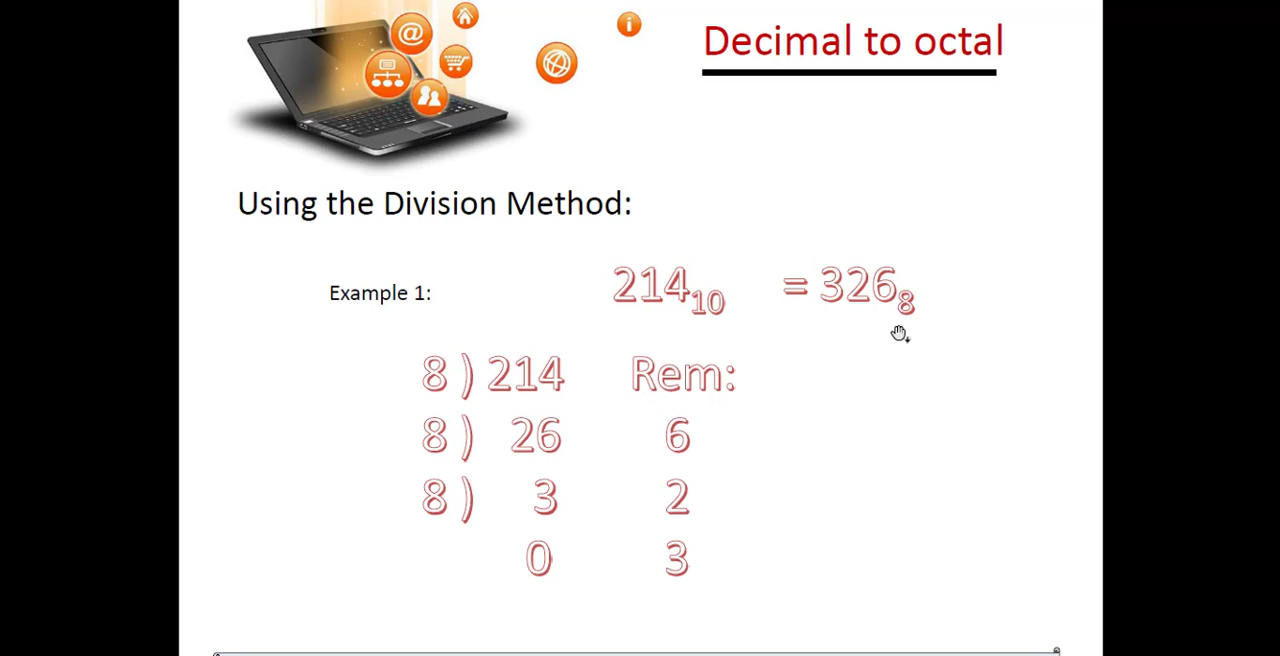 Decimal to octal
Using the Division Method:
Example 1:
214₁₀ = 326₈
8 ) 214 Rem:
8 ) 26 6
8 ) 3 2
0 3